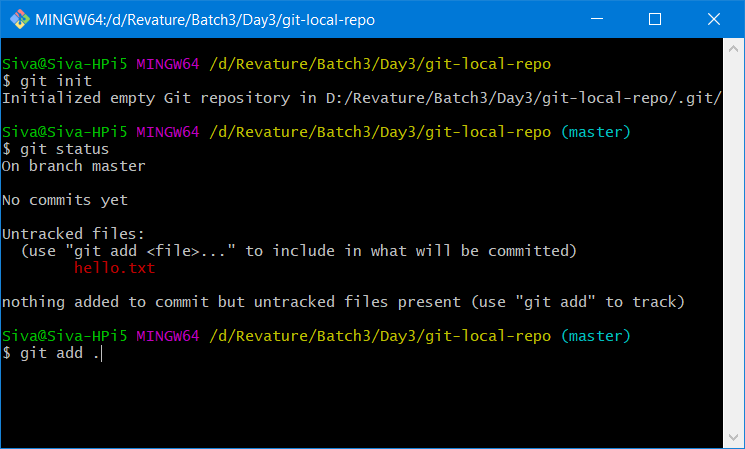 MINGW64:/d/Revature/Batch3/Day3/git-local-repo
Siva@Siva-HPi5 MINGW64 /d/Revature/Batch3/Day3/git-local-repo
$ git init
Initialized empty Git repository in D:/Revature/Batch3/Day3/git-local-repo/.git/
Siva@Siva-HPi5 MINGW64 /d/Revature/Batch3/Day3/git-local-repo (master)
$ git status
On branch master
No commits yet
Untracked files:
  (use "git add <file>..." to include in what will be committed)
        hello.txt
nothing added to commit but untracked files present (use "git add" to track)
Siva@Siva-HPi5 MINGW64 /d/Revature/Batch3/Day3/git-local-repo (master)
$ git add .